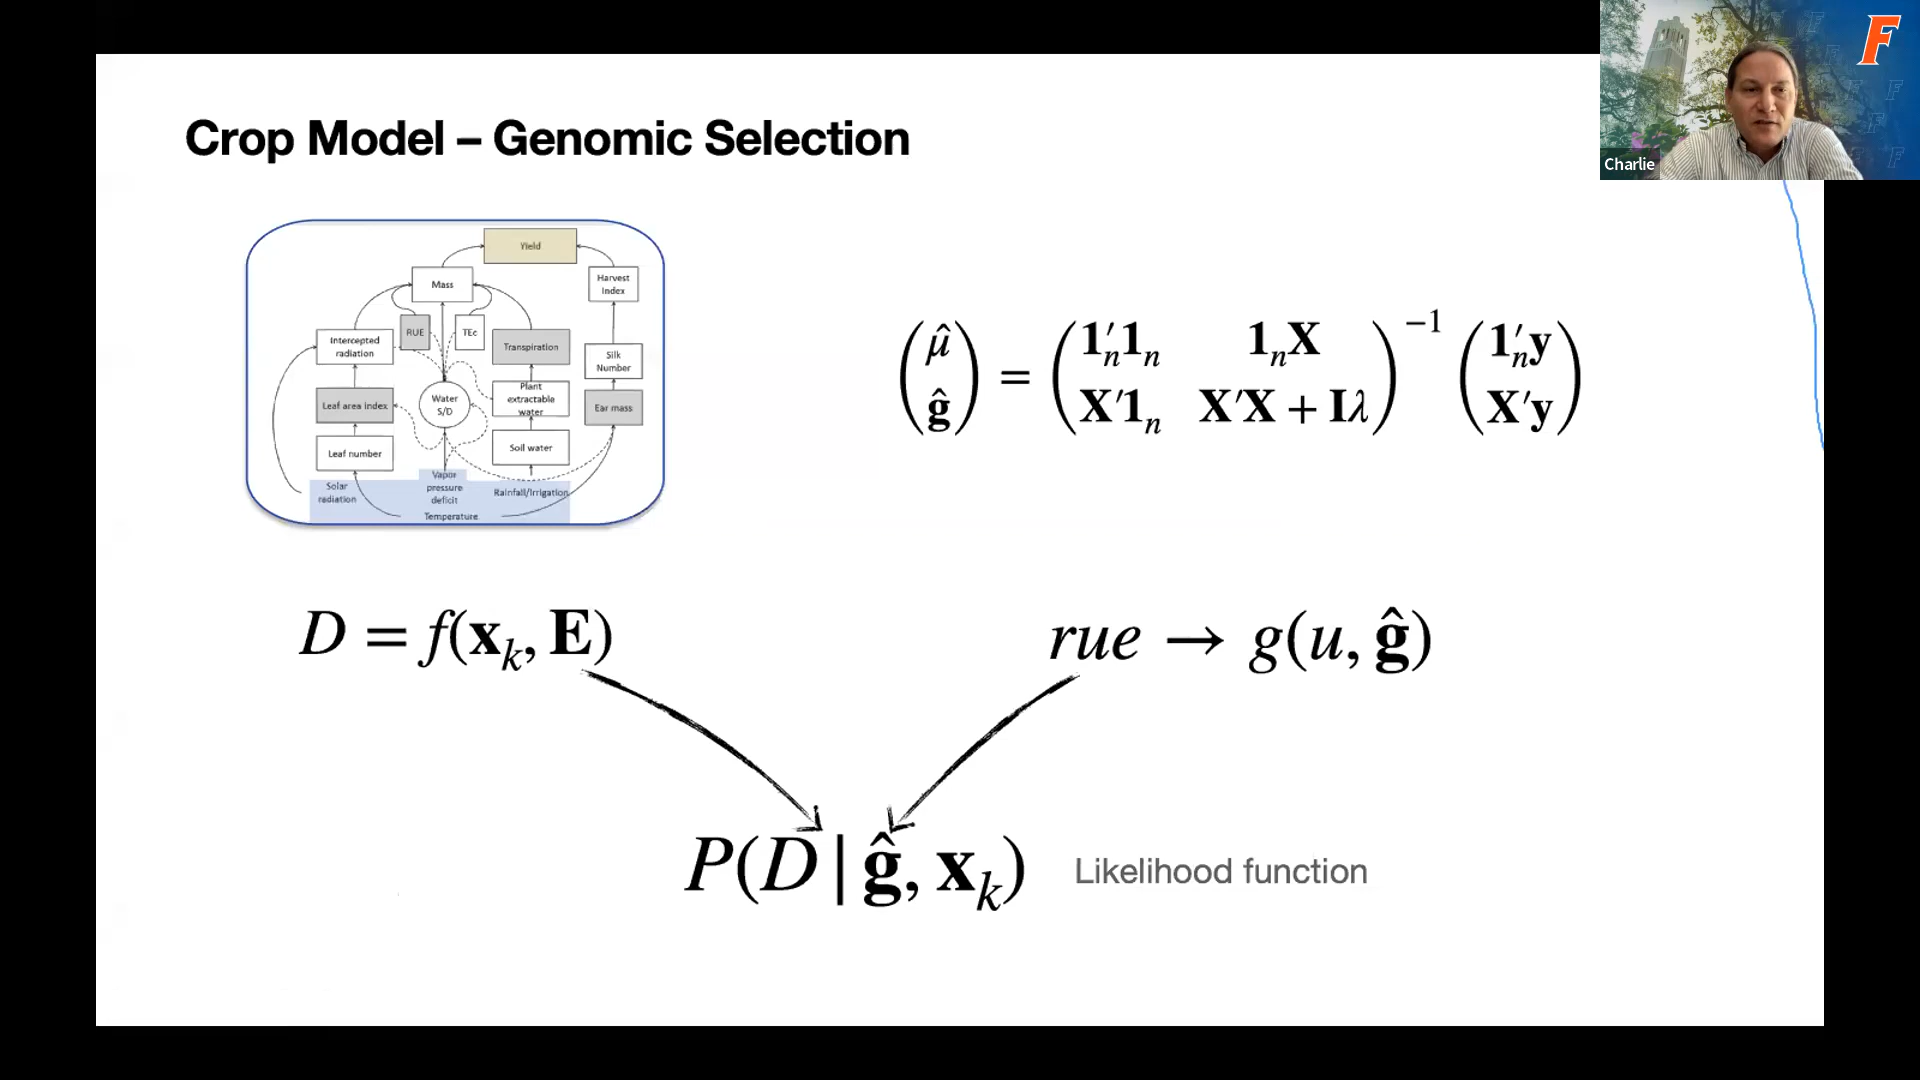 F
Charlie
Crop Model – Genomic Selection
Yield
Mass
Harvest
Index
RUE
TEc
Intercepted
radiation
Transpiration
Silk
Number
Leaf area index
Water
S/D
Plant
extractable
water
Ear mass
Leaf number
Soil water
Solar
radiation
Vapor
pressure
deficit
Rainfall/Irrigation
Temperature
(μ̂ ĝ) = (1′ₙ1ₙ 1ₙX X′1ₙ X′X + Iλ)⁻¹ (1′ₙy X′y)
D = f(xₖ, E)
rue → g(u, ĝ)
P(D | ĝ, xₖ) Likelihood function